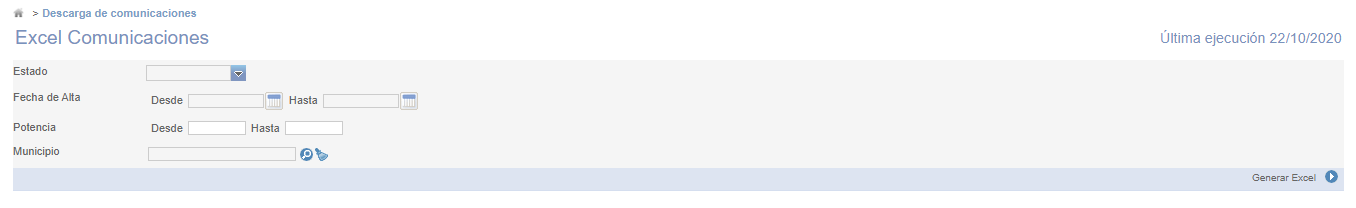 > Descarga de comunicaciones
Excel Comunicaciones
Última ejecución 22/10/2020
Estado
Fecha de Alta Desde Hasta
Potencia Desde Hasta
Municipio
Generar Excel